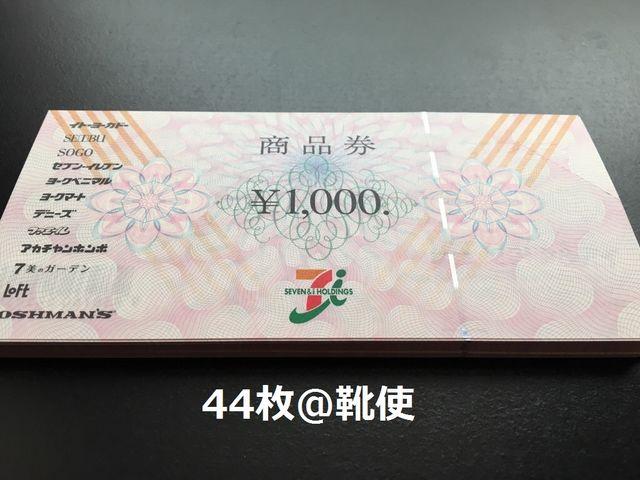 イトーヨーカドー
SEIBU
SOGO
セブン-イレブン
ヨークベニマル
ヨークマート
デニーズ
ファミール
アカチャンホンポ
7美のガーデン
LOFT
OSHMAN'S
商品券
¥1,000.
7i
SEVEN & i HOLDINGS
44枚@靴使